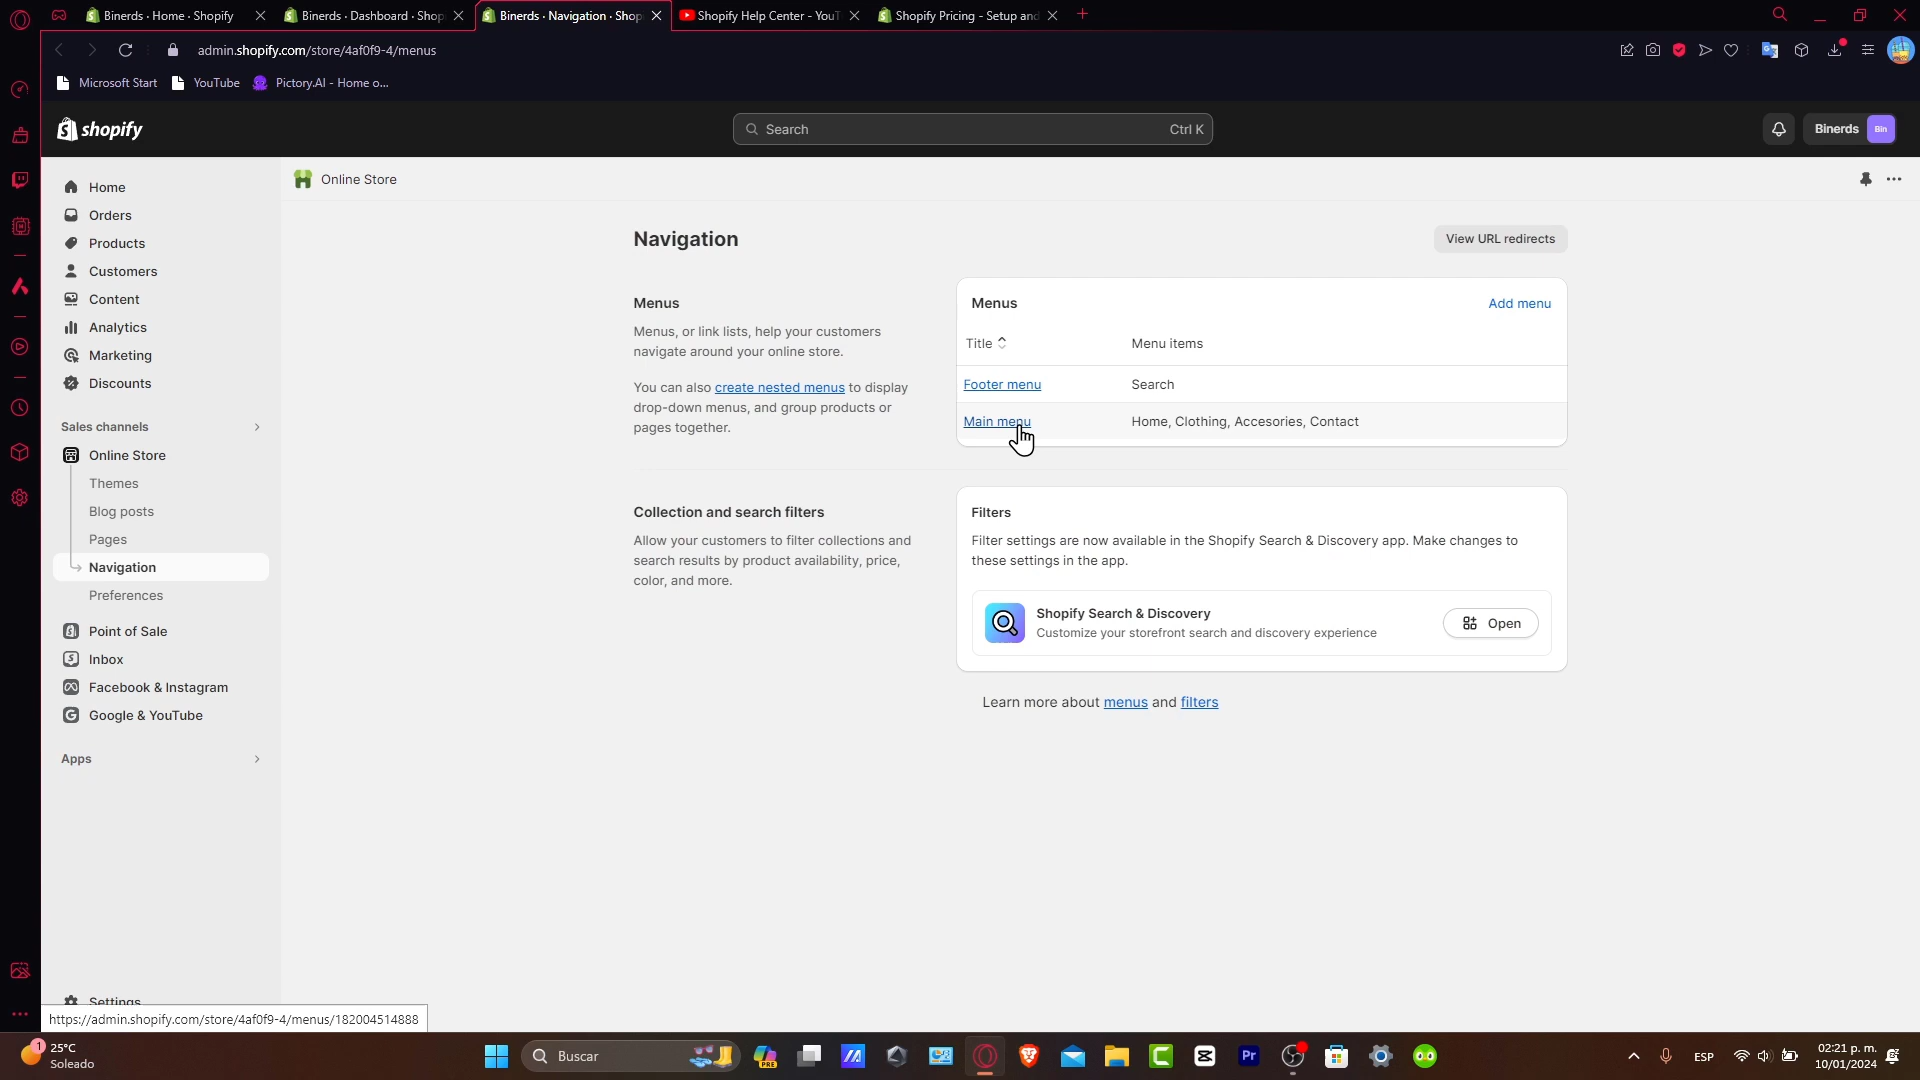 Binerds · Home · Shopify
Binerds · Dashboard · Shop
Binerds · Navigation · Shop
Shopify Help Center - YouT
Shopify Pricing - Setup and
admin.shopify.com/store/4af0f9-4/menus
Microsoft Start
YouTube
Pictory.AI - Home o...
shopify
Search
Ctrl K
Binerds
Bin
Home
Orders
Products
Customers
Content
Analytics
Marketing
Discounts
Sales channels
Online Store
Themes
Blog posts
Pages
Navigation
Preferences
Point of Sale
Inbox
Facebook & Instagram
Google & YouTube
Apps
Settings
Online Store
Navigation
View URL redirects
Menus
Menus, or link lists, help your customers
navigate around your online store.
You can also create nested menus to display
drop-down menus, and group products or
pages together.
Menus
Add menu
Title
Menu items
Footer menu
Search
Main menu
Home, Clothing, Accesories, Contact
Collection and search filters
Allow your customers to filter collections and
search results by product availability, price,
color, and more.
Filters
Filter settings are now available in the Shopify Search & Discovery app. Make changes to
these settings in the app.
Shopify Search & Discovery
Customize your storefront search and discovery experience
Open
Learn more about menus and filters
https://admin.shopify.com/store/4af0f9-4/menus/182004514888
1
25°C
Soleado
Buscar
PRE
Pr
ESP
02:21 p. m.
10/01/2024